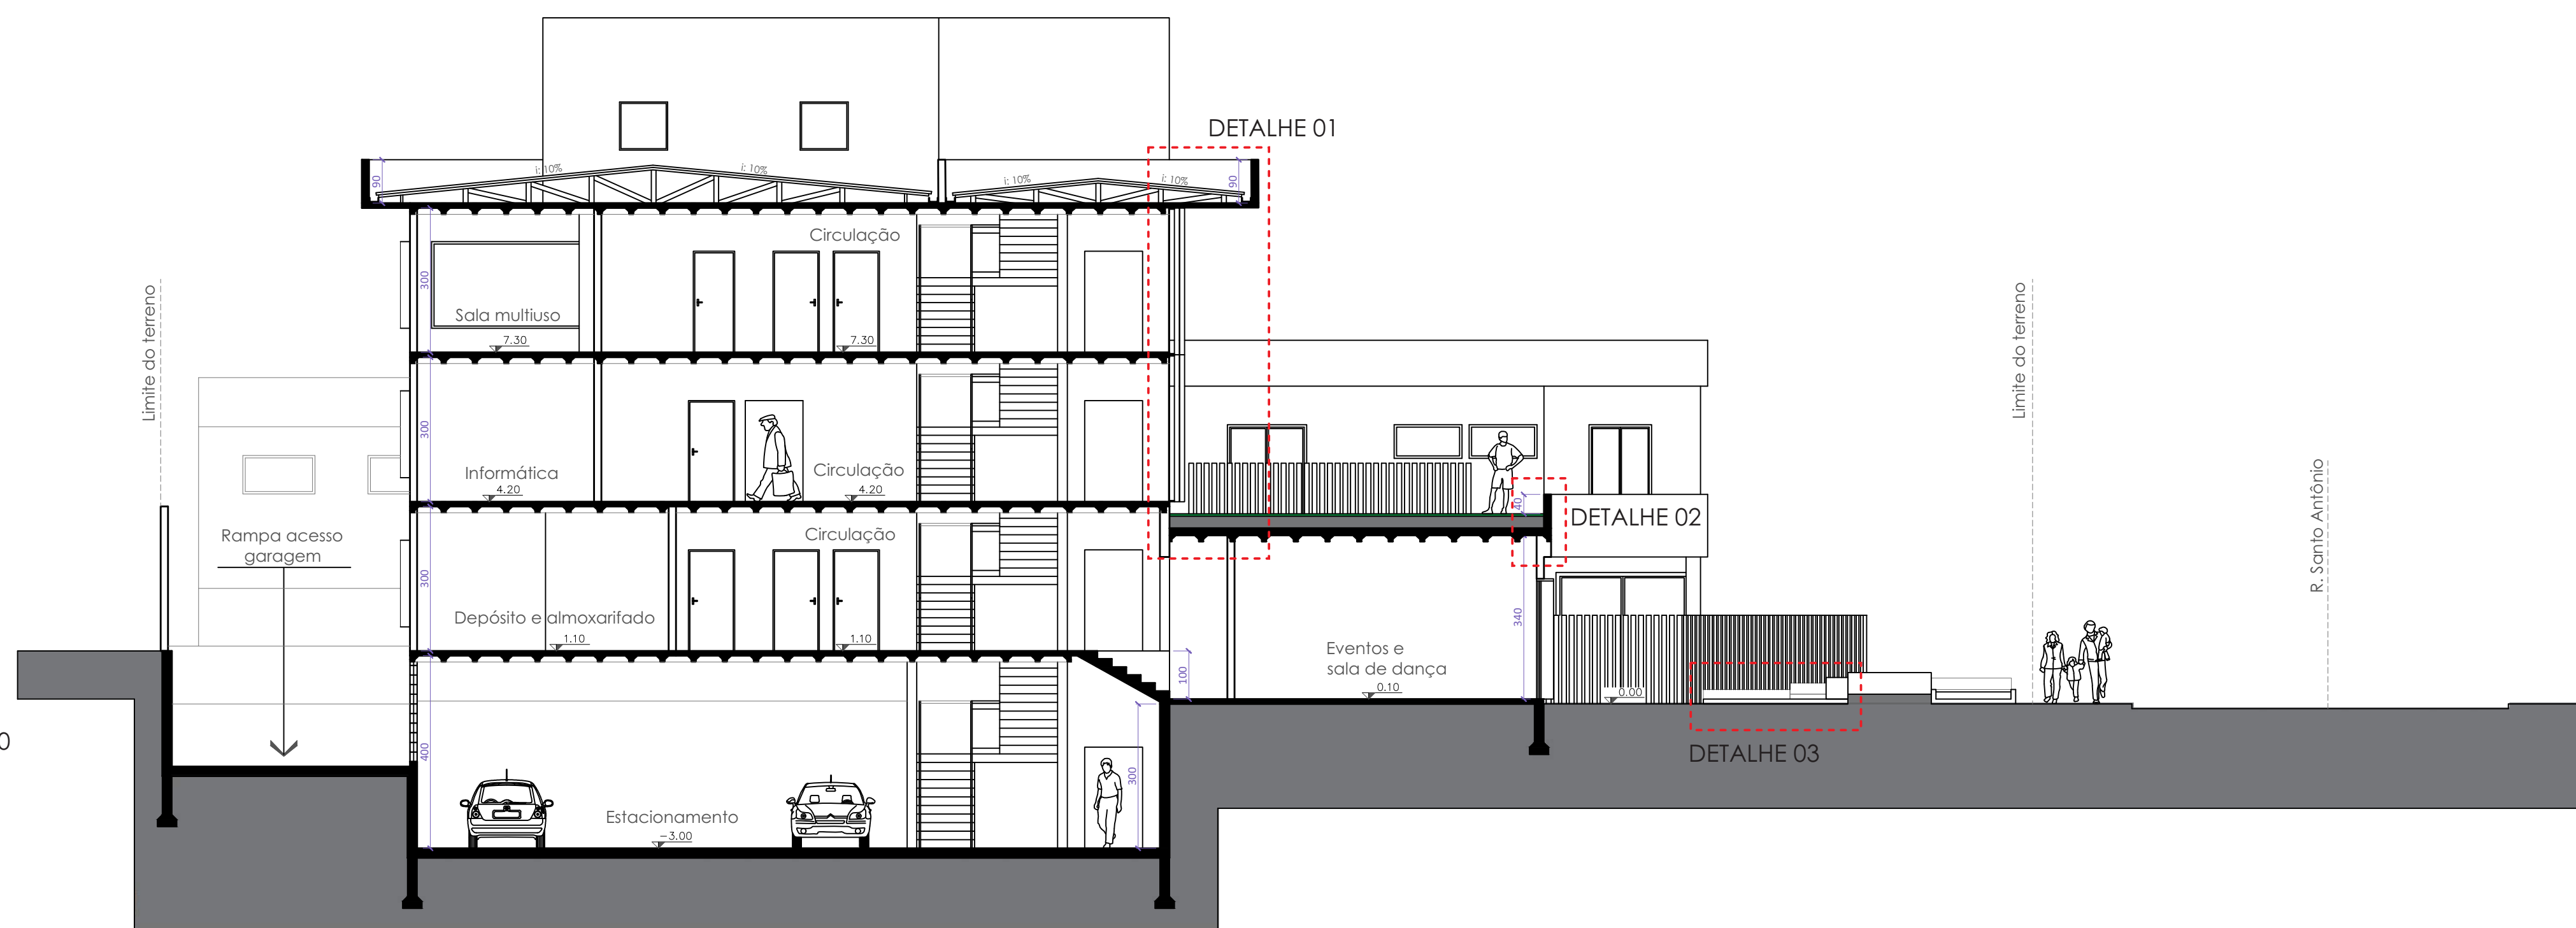 DETALHE 01
i: 10%
i: 10%
i: 10%
i: 10%
90
90
Circulação
300
Sala multiuso
7.30
7.30
Limite do terreno
Limite do terreno
300
Informática
4.20
Circulação
4.20
R. Santo Antônio
40
DETALHE 02
Rampa acesso
garagem
Circulação
300
Depósito e almoxarifado
1.10
1.10
340
Eventos e
sala de dança
0.10
100
0.00
0
DETALHE 03
400
300
Estacionamento
−3.00